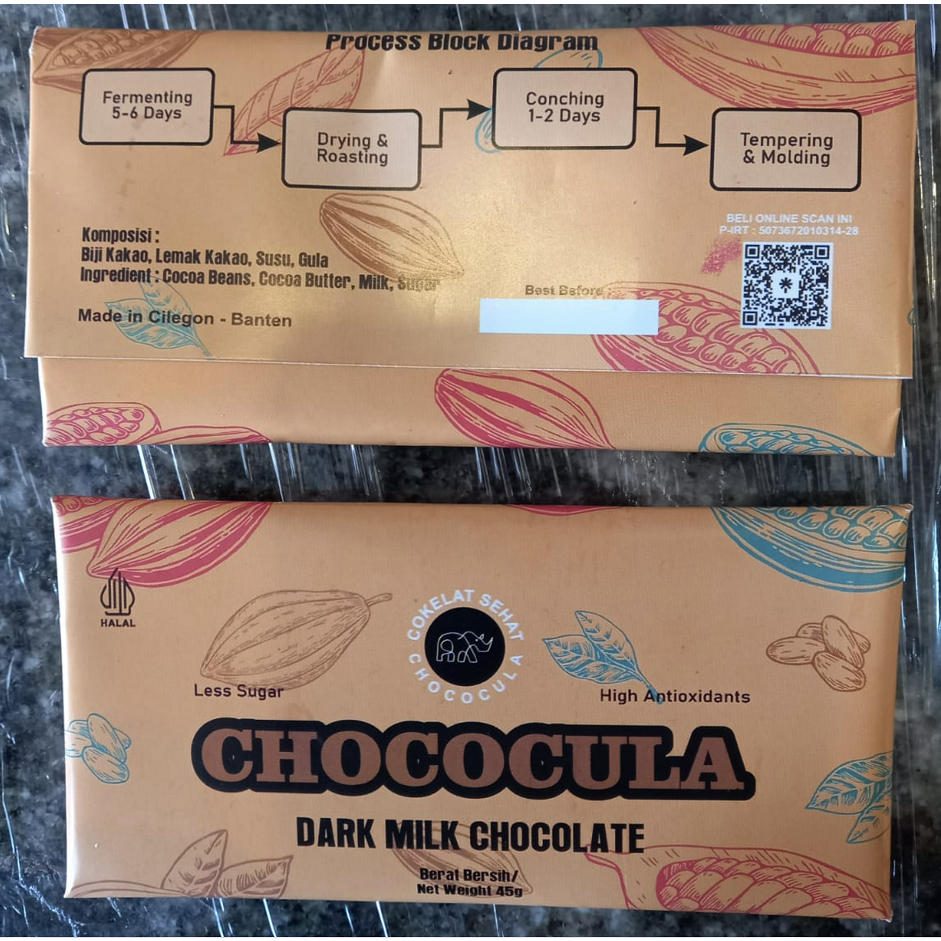 Process Block Diagram
Fermenting
5-6 Days
Drying &
Roasting
Conching
1-2 Days
Tempering
& Molding
Komposisi :
Biji Kakao, Lemak Kakao, Susu, Gula
Ingredient : Cocoa Beans, Cocoa Butter, Milk, Sugar
Made in Cilegon - Banten
Best Before :
BELI ONLINE SCAN INI
P-IRT : 5073672010314-28
HALAL
COKELAT SEHAT
CHOCOCULA
Less Sugar
High Antioxidants
CHOCOCULA
DARK MILK CHOCOLATE
Berat Bersih/
Net Weight 45g